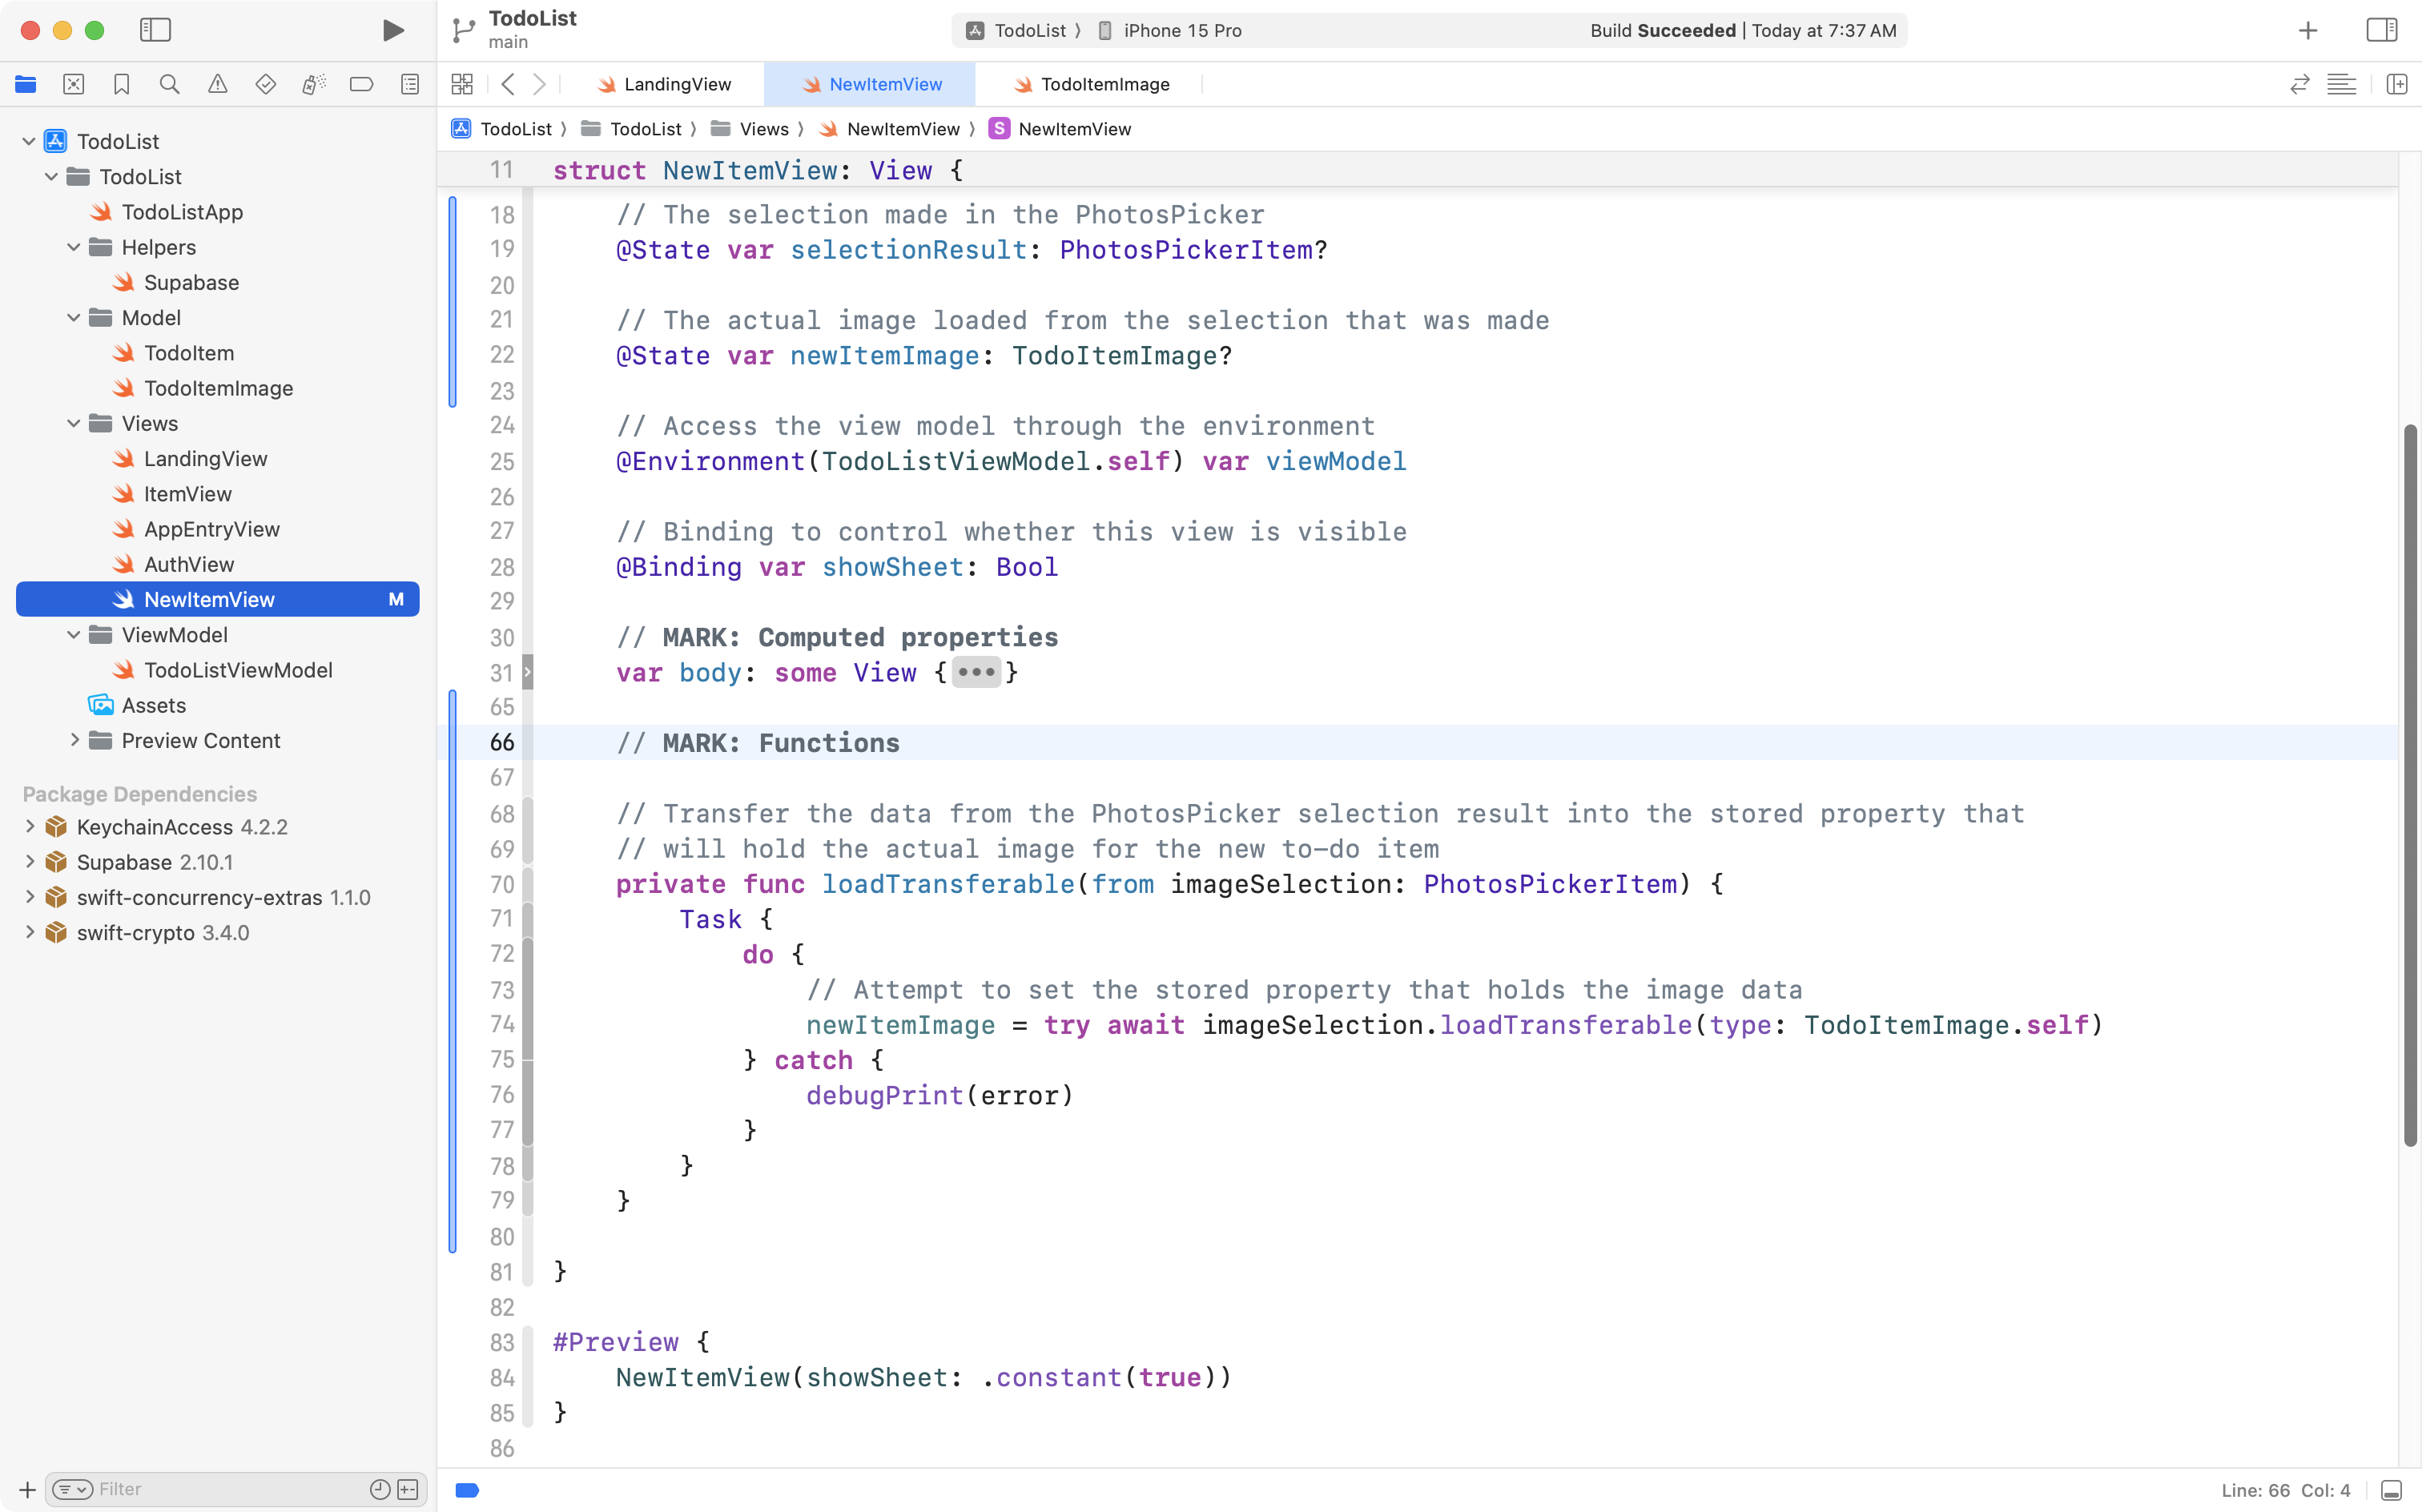 TodoList
main
TodoList ⟩ iPhone 15 Pro
Build Succeeded | Today at 7:37 AM
LandingView
NewItemView
TodoItemImage
TodoList ⟩ TodoList ⟩ Views ⟩ NewItemView ⟩ S NewItemView
TodoList
TodoList
TodoListApp
Helpers
Supabase
Model
TodoItem
TodoItemImage
Views
LandingView
ItemView
AppEntryView
AuthView
NewItemView M
ViewModel
TodoListViewModel
Assets
Preview Content
Package Dependencies
KeychainAccess 4.2.2
Supabase 2.10.1
swift-concurrency-extras 1.1.0
swift-crypto 3.4.0
Filter
11 struct NewItemView: View {
18 // The selection made in the PhotosPicker
19 @State var selectionResult: PhotosPickerItem?
20
21 // The actual image loaded from the selection that was made
22 @State var newItemImage: TodoItemImage?
23
24 // Access the view model through the environment
25 @Environment(TodoListViewModel.self) var viewModel
26
27 // Binding to control whether this view is visible
28 @Binding var showSheet: Bool
29
30 // MARK: Computed properties
31 var body: some View {•••}
65
66 // MARK: Functions
67
68 // Transfer the data from the PhotosPicker selection result into the stored property that
69 // will hold the actual image for the new to-do item
70 private func loadTransferable(from imageSelection: PhotosPickerItem) {
71 Task {
72 do {
73 // Attempt to set the stored property that holds the image data
74 newItemImage = try await imageSelection.loadTransferable(type: TodoItemImage.self)
75 } catch {
76 debugPrint(error)
77 }
78 }
79 }
80
81 }
82
83 #Preview {
84 NewItemView(showSheet: .constant(true))
85 }
86
Line: 66 Col: 4